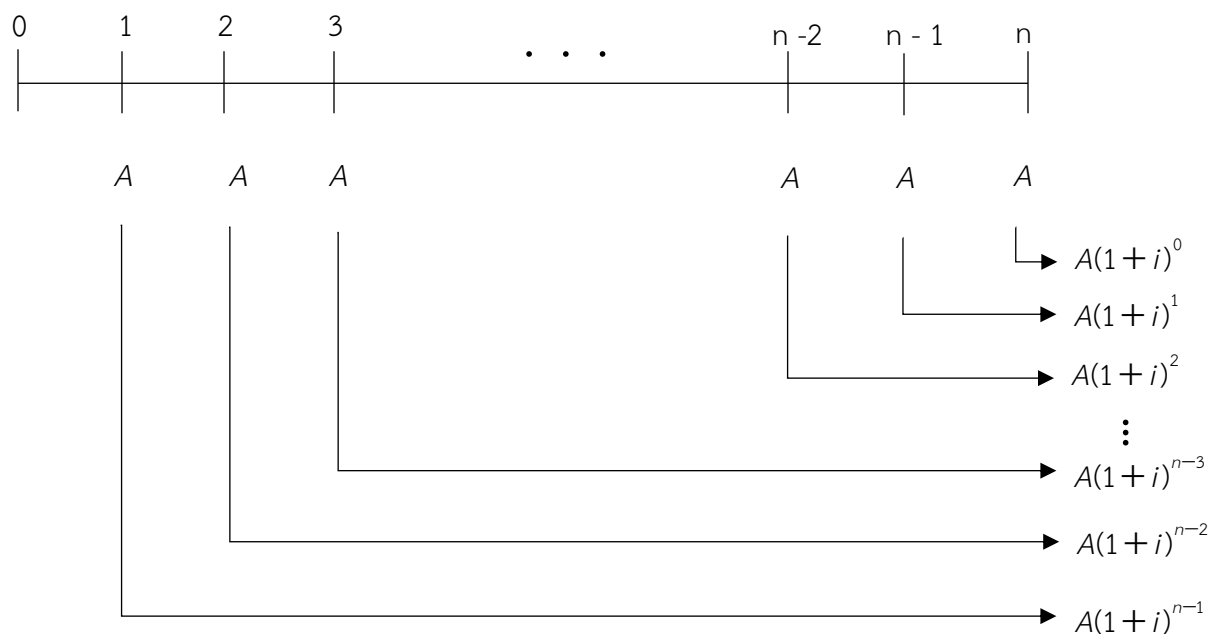 0 1 2 3 . . . n -2 n - 1 n
A A A A A A
A(1+i)^0
A(1+i)^1
A(1+i)^2
⋮
A(1+i)^{n-3}
A(1+i)^{n-2}
A(1+i)^{n-1}